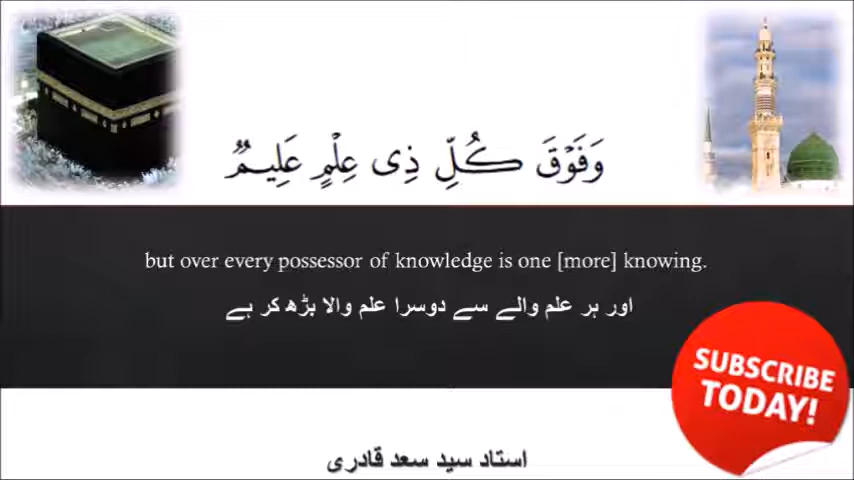 وَفَوْقَ كُلِّ ذِى عِلْمٍ عَلِيمٌ
but over every possessor of knowledge is one [more] knowing.
اور ہر علم والے سے دوسرا علم والا بڑھ کر ہے
SUBSCRIBE
TODAY!
استاد سید سعد قادری